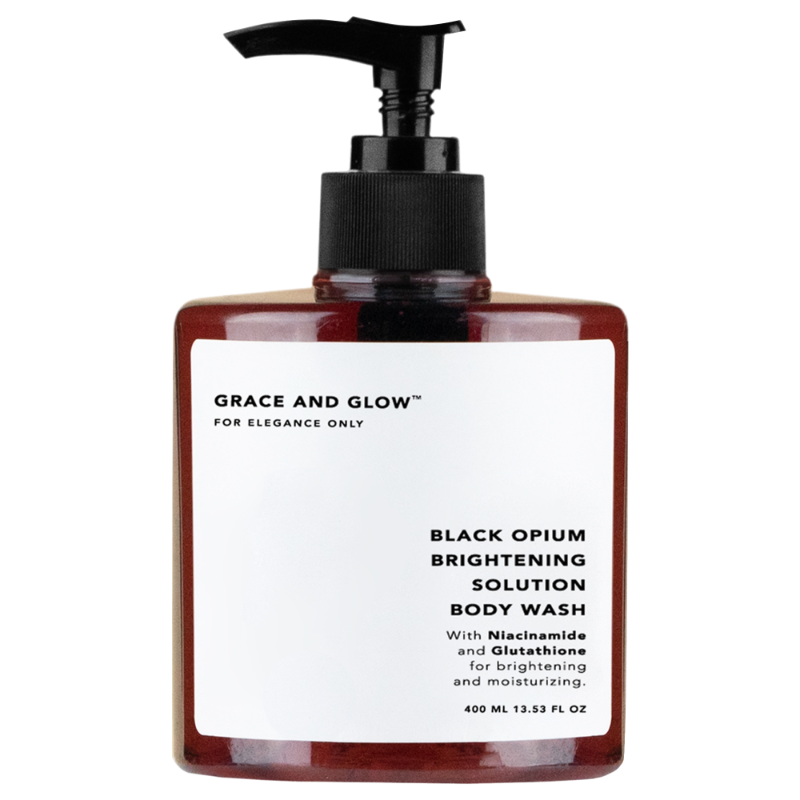 GRACE AND GLOW™
FOR ELEGANCE ONLY
BLACK OPIUM
BRIGHTENING
SOLUTION
BODY WASH
With Niacinamide
and Glutathione
for brightening
and moisturizing.
400 ML 13.53 FL OZ